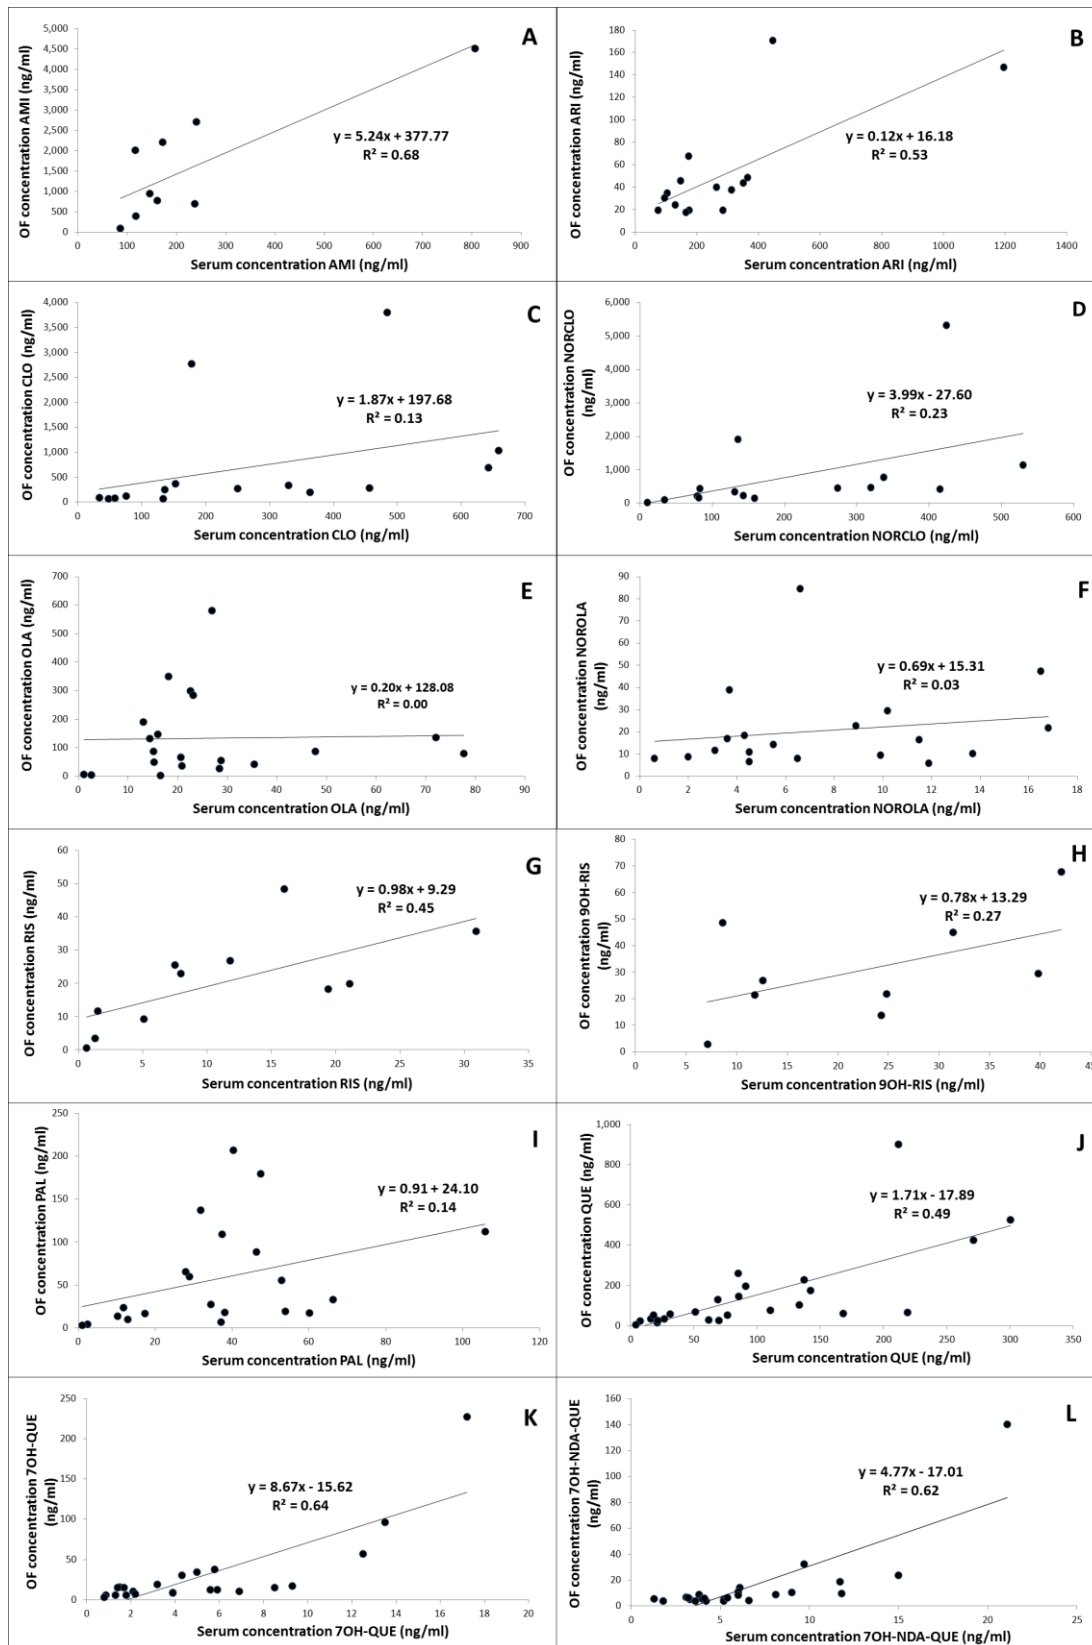 A
OF concentration AMI (ng/ml)
5,000
4,500
4,000
3,500
3,000
2,500
2,000
1,500
1,000
500
0
y = 5.24x + 377.77
R² = 0.68
0 100 200 300 400 500 600 700 800 900
Serum concentration AMI (ng/ml)
B
OF concentration ARI (ng/ml)
180
160
140
120
100
80
60
40
20
0
y = 0.12x + 16.18
R² = 0.53
0 200 400 600 800 1000 1200 1400
Serum concentration ARI (ng/ml)
C
OF concentration CLO (ng/ml)
4,000
3,500
3,000
2,500
2,000
1,500
1,000
500
0
y = 1.87x + 197.68
R² = 0.13
0 100 200 300 400 500 600 700
Serum concentration CLO (ng/ml)
D
OF concentration NORCLO
(ng/ml)
6,000
5,000
4,000
3,000
2,000
1,000
0
y = 3.99x - 27.60
R² = 0.23
0 100 200 300 400 500 600
Serum concentration NORCLO (ng/ml)
E
OF concentration OLA (ng/ml)
700
600
500
400
300
200
100
0
y = 0.20x + 128.08
R² = 0.00
0 10 20 30 40 50 60 70 80 90
Serum concentration OLA (ng/ml)
F
OF concentration NOROLA
(ng/ml)
90
80
70
60
50
40
30
20
10
0
y = 0.69x + 15.31
R² = 0.03
0 2 4 6 8 10 12 14 16 18
Serum concentration NOROLA (ng/ml)
G
OF concentration RIS (ng/ml)
60
50
40
30
20
10
0
y = 0.98x + 9.29
R² = 0.45
0 5 10 15 20 25 30 35
Serum concentration RIS (ng/ml)
H
OF concentration 9OH-RIS
(ng/ml)
80
70
60
50
40
30
20
10
0
y = 0.78x + 13.29
R² = 0.27
0 5 10 15 20 25 30 35 40 45
Serum concentration 9OH-RIS (ng/ml)
I
OF concentration PAL (ng/ml)
250
200
150
100
50
0
y = 0.91 + 24.10
R² = 0.14
0 20 40 60 80 100 120
Serum concentration PAL (ng/ml)
J
OF concentration QUE (ng/ml)
1,000
800
600
400
200
0
y = 1.71x - 17.89
R² = 0.49
0 50 100 150 200 250 300 350
Serum concentration QUE (ng/ml)
K
OF concentration 7OH-QUE
(ng/ml)
250
200
150
100
50
0
y = 8.67x - 15.62
R² = 0.64
0 2 4 6 8 10 12 14 16 18 20
Serum concentration 7OH-QUE (ng/ml)
L
OF concentration 7OH-NDA-QUE
(ng/ml)
160
140
120
100
80
60
40
20
0
y = 4.77x - 17.01
R² = 0.62
0 5 10 15 20 25
Serum concentration 7OH-NDA-QUE (ng/ml)